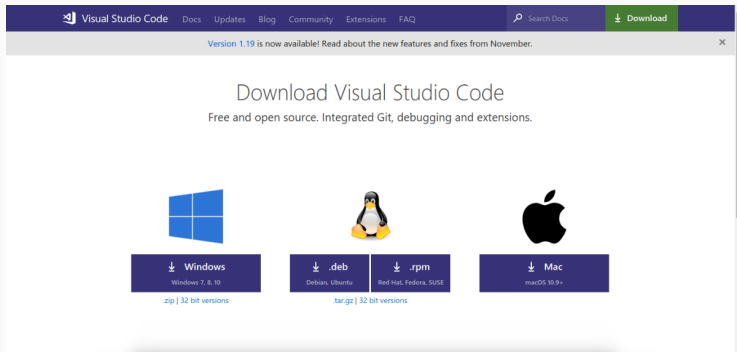 Visual Studio Code Docs Updates Blog Community Extensions FAQ Search Docs Download
Version 1.19 is now available! Read about the new features and fixes from November.
Download Visual Studio Code
Free and open source. Integrated Git, debugging and extensions.
Windows
Windows 7, 8, 10
.zip | 32 bit versions
.deb
Debian, Ubuntu
.rpm
Red Hat, Fedora, SUSE
.tar.gz | 32 bit versions
Mac
macOS 10.9+